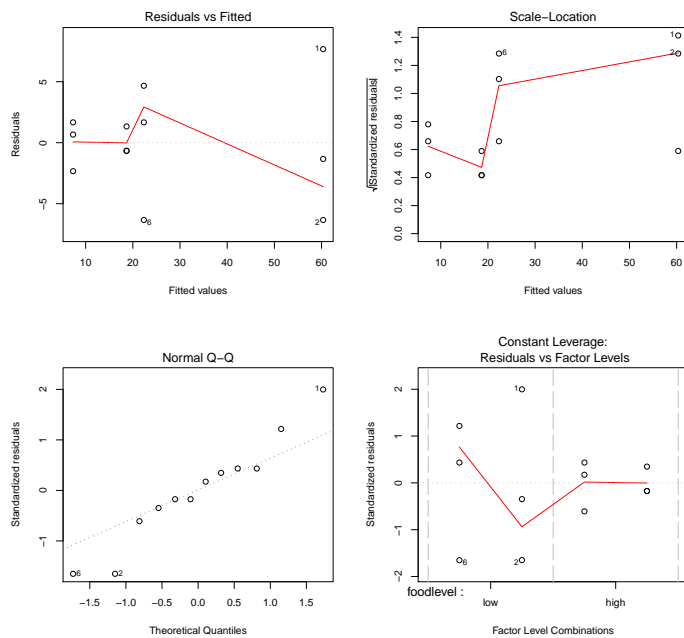 Residuals vs Fitted
Residuals
5
0
−5
1
6
2
10 20 30 40 50 60
Fitted values
Scale−Location
√|Standardized residuals|
1.4
1.2
1.0
0.8
0.6
0.4
0.2
0.0
1
6
2
10 20 30 40 50 60
Fitted values
Normal Q−Q
Standardized residuals
2
1
0
−1
1
6
2
−1.5 −1.0 −0.5 0.0 0.5 1.0 1.5
Theoretical Quantiles
Constant Leverage:
Residuals vs Factor Levels
Standardized residuals
2
1
0
−1
−2
1
6
2
foodlevel :
low high
Factor Level Combinations